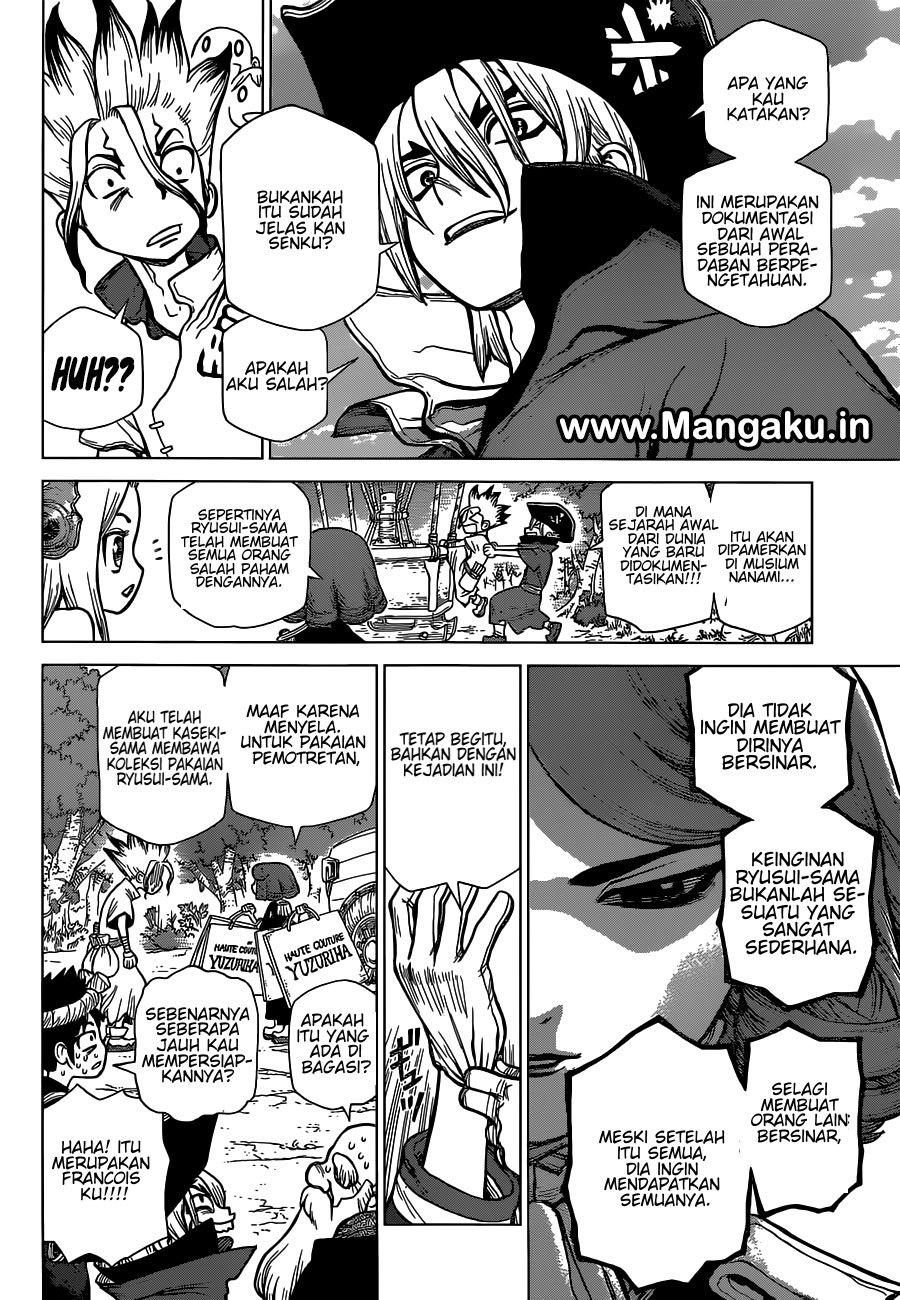 APA YANG
KAU
KATAKAN?
INI MERUPAKAN
DOKUMENTASI
DARI AWAL
SEBUAH PERA-
DABAN BERPE-
NGETAHUAN.
BUKANKAH
ITU SUDAH
JELAS KAN
SENKU?
APAKAH
AKU SALAH?
HUH??
www.Mangaku.in
ITU AKAN
DIPAMERKAN
DI MUSIUM
NANAMI...
DI MANA
SEJARAH AWAL
DARI DUNIA
YANG BARU
DIDOKUMEN-
TASIKAN!!!
SEPERTINYA
RYUSUI-SAMA
TELAH MEMBUAT
SEMUA ORANG
SALAH PAHAM
DENGANNYA.
DIA TIDAK
INGIN MEMBUAT
DIRINYA
BERSINAR.
KEINGINAN
RYUSUI-SAMA
BUKANLAH SE-
SUATU YANG
SANGAT
SEDERHANA.
SELAGI
MEMBUAT
ORANG LAIN
BERSINAR,
MESKI SETELAH
ITU SEMUA,
DIA INGIN
MENDAPATKAN
SEMUANYA.
TETAP BEGITU,
BAHKAN DENGAN
KEJADIAN INI!
ギュッ
MAAF KARENA
MENYELA.
UNTUK PAKAIAN
PEMOTRETAN,
AKU TELAH
MEMBUAT KASEKI-
SAMA MEMBAWA
KOLEKSI PAKAIAN
RYUSUI-SAMA.
HAUTE COUTURE
YUZURIHA
HAUTE COUTURE
YUZURIHA
APAKAH
ITU YANG
ADA DI
BAGASI?
SEBENARNYA
SEBERAPA
JAUH KAU
MEMPERSIAP-
KANNYA?
HAHA! ITU
MERUPAKAN
FRANCOIS
KU!!!!